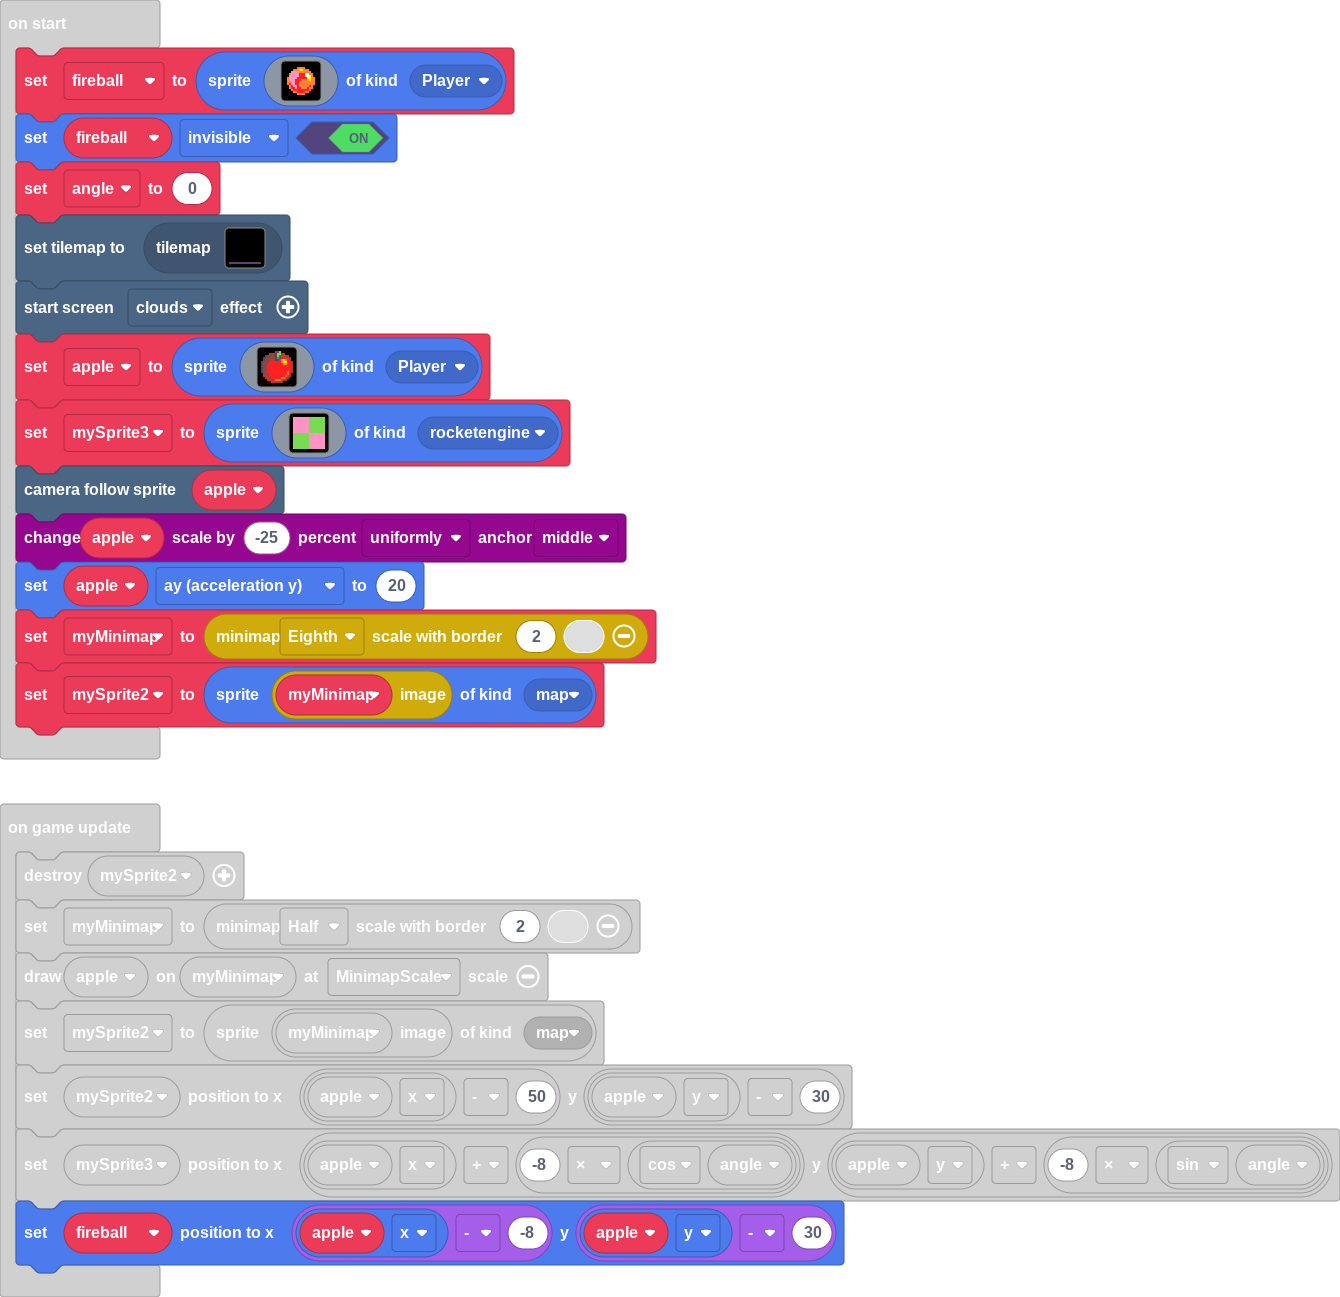 on start
set fireball to sprite of kind Player
set fireball invisible ON
set angle to 0
set tilemap to tilemap
start screen clouds effect
set apple to sprite of kind Player
set mySprite3 to sprite of kind rocketengine
camera follow sprite apple
change apple scale by -25 percent uniformly anchor middle
set apple ay (acceleration y) to 20
set myMinimap to minimap Eighth scale with border 2
set mySprite2 to sprite myMinimap image of kind map
on game update
destroy mySprite2
set myMinimap to minimap Half scale with border 2
draw apple on myMinimap at MinimapScale scale
set mySprite2 to sprite myMinimap image of kind map
set mySprite2 position to x apple x - 50 y apple y - 30
set mySprite3 position to x apple x + -8 × cos angle y apple y + -8 × sin angle
set fireball position to x apple x - -8 y apple y - 30